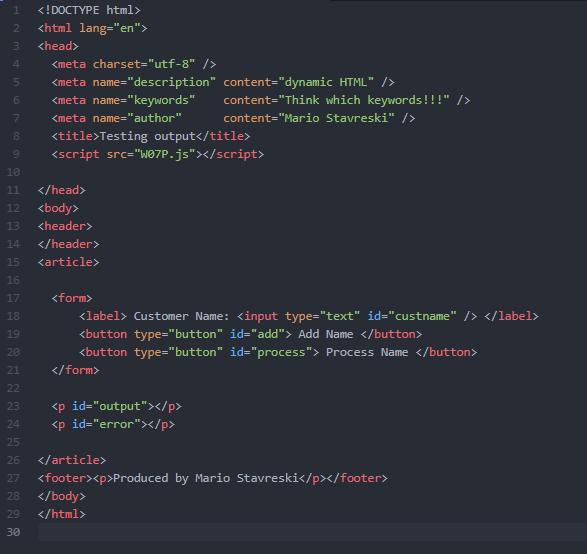 1 <!DOCTYPE html>
2 <html lang="en">
3 <head>
4   <meta charset="utf-8" />
5   <meta name="description" content="dynamic HTML" />
6   <meta name="keywords"    content="Think which keywords!!!" />
7   <meta name="author"      content="Mario Stavreski" />
8   <title>Testing output</title>
9   <script src="W07P.js"></script>
10
11 </head>
12 <body>
13 <header>
14 </header>
15 <article>
16
17   <form>
18       <label> Customer Name: <input type="text" id="custname" /> </label>
19       <button type="button" id="add"> Add Name </button>
20       <button type="button" id="process"> Process Name </button>
21   </form>
22
23   <p id="output"></p>
24   <p id="error"></p>
25
26 </article>
27 <footer><p>Produced by Mario Stavreski</p></footer>
28 </body>
29 </html>
30